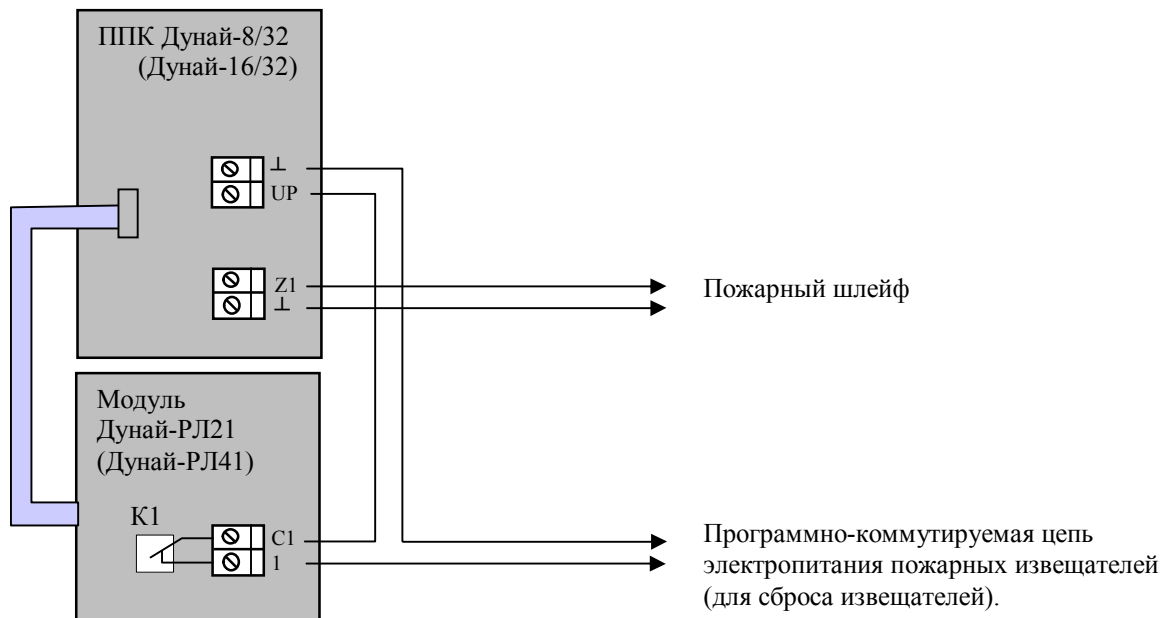 ППК Дунай-8/32
(Дунай-16/32)
⊥
UP
Z1
⊥
Пожарный шлейф
Модуль
Дунай-РЛ21
(Дунай-РЛ41)
К1
C1
1
Программно-коммутируемая цепь
электропитания пожарных извещателей
(для сброса извещателей).